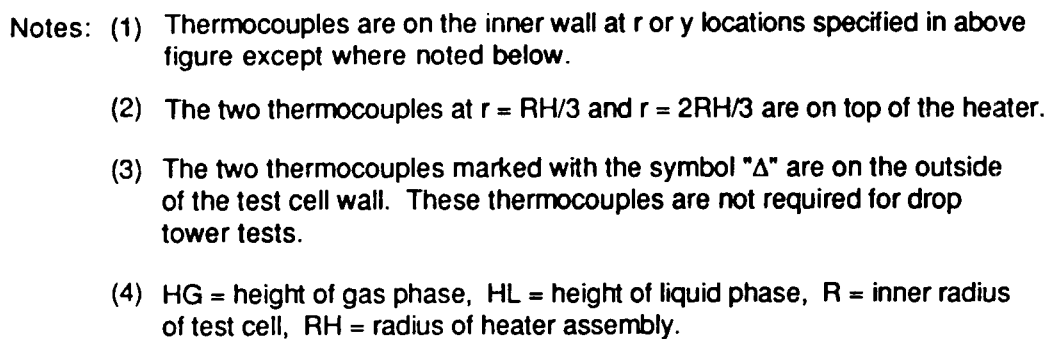 Notes: (1) Thermocouples are on the inner wall at r or y locations specified in above
figure except where noted below.
(2) The two thermocouples at r = RH/3 and r = 2RH/3 are on top of the heater.
(3) The two thermocouples marked with the symbol "Δ" are on the outside
of the test cell wall. These thermocouples are not required for drop
tower tests.
(4) HG = height of gas phase, HL = height of liquid phase, R = inner radius
of test cell, RH = radius of heater assembly.